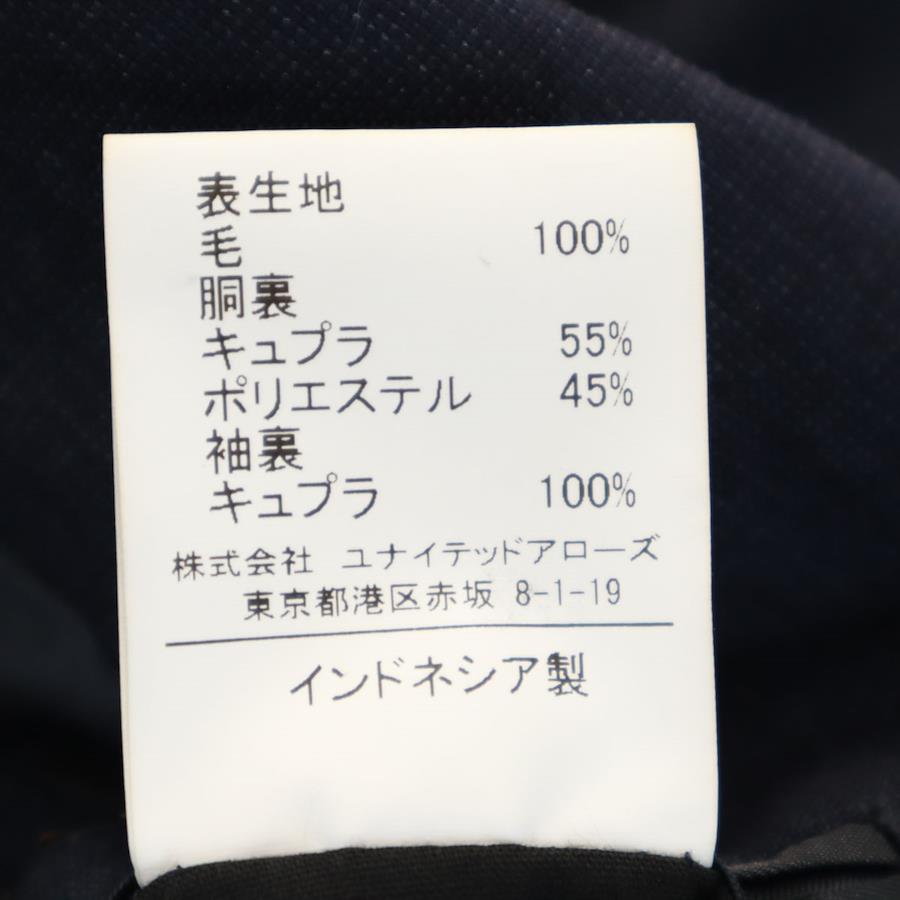 表生地
毛 100%
胴裏
キュプラ 55%
ポリエステル 45%
袖裏
キュプラ 100%
株式会社 ユナイテッドアローズ
東京都港区赤坂 8-1-19
インドネシア製